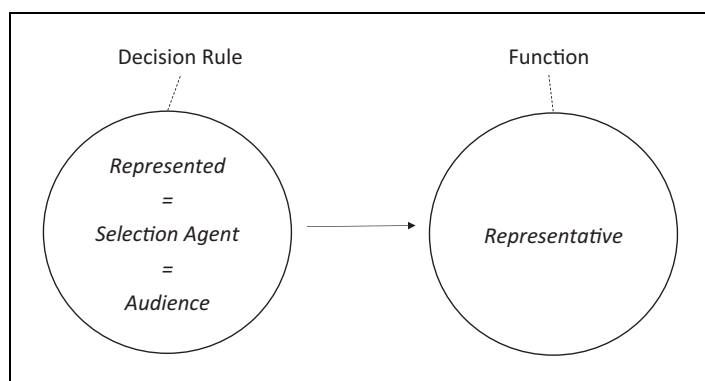 Decision Rule
Function
Represented
=
Selection Agent
=
Audience
Representative